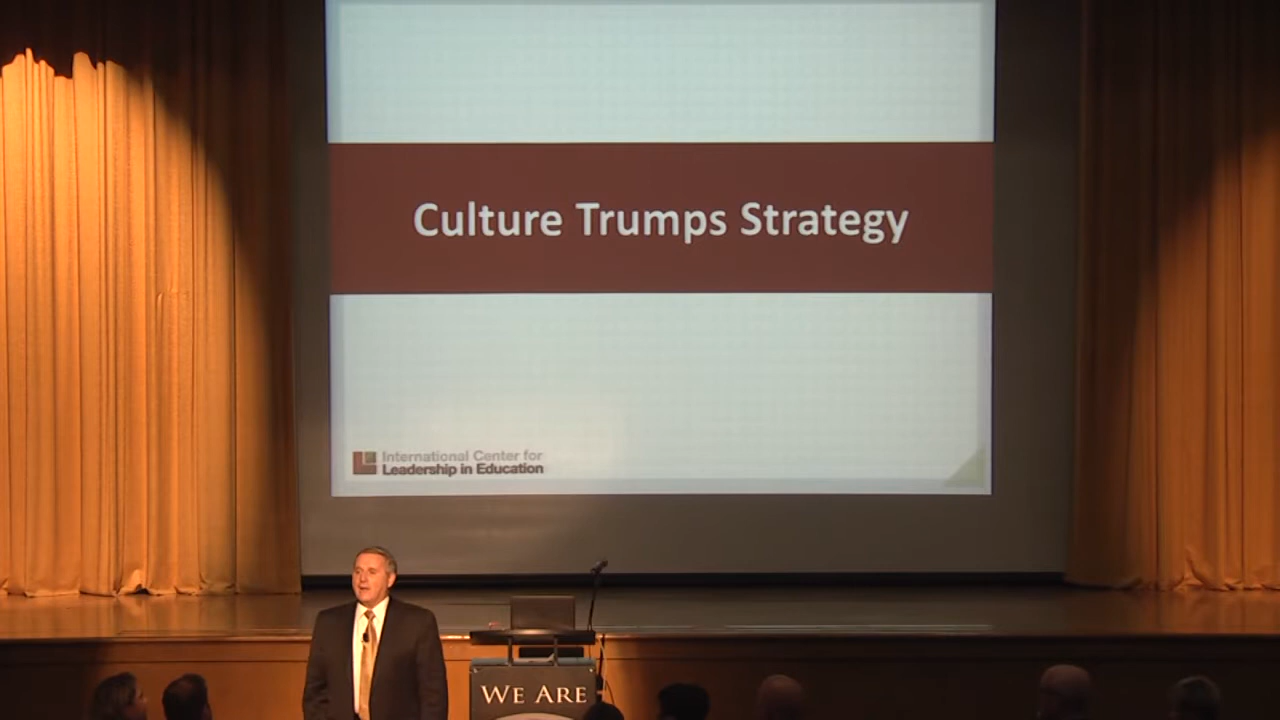 Culture Trumps Strategy
International Center for
Leadership in Education
WE ARE